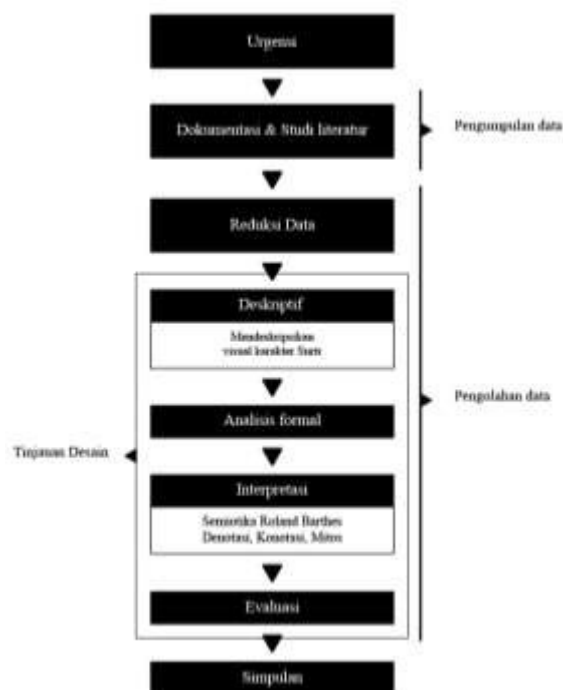 Urgensi
Dokumentasi & Studi literatur
Pengumpulan data
Reduksi Data
Deskriptif
Mendeskripsikan
visual karakter
Analisis formal
Pengolahan data
Tinjauan Desain
Interpretasi
Semiotika Roland Barthes
Denotasi, Konotasi, Mitos
Evaluasi
Simpulan